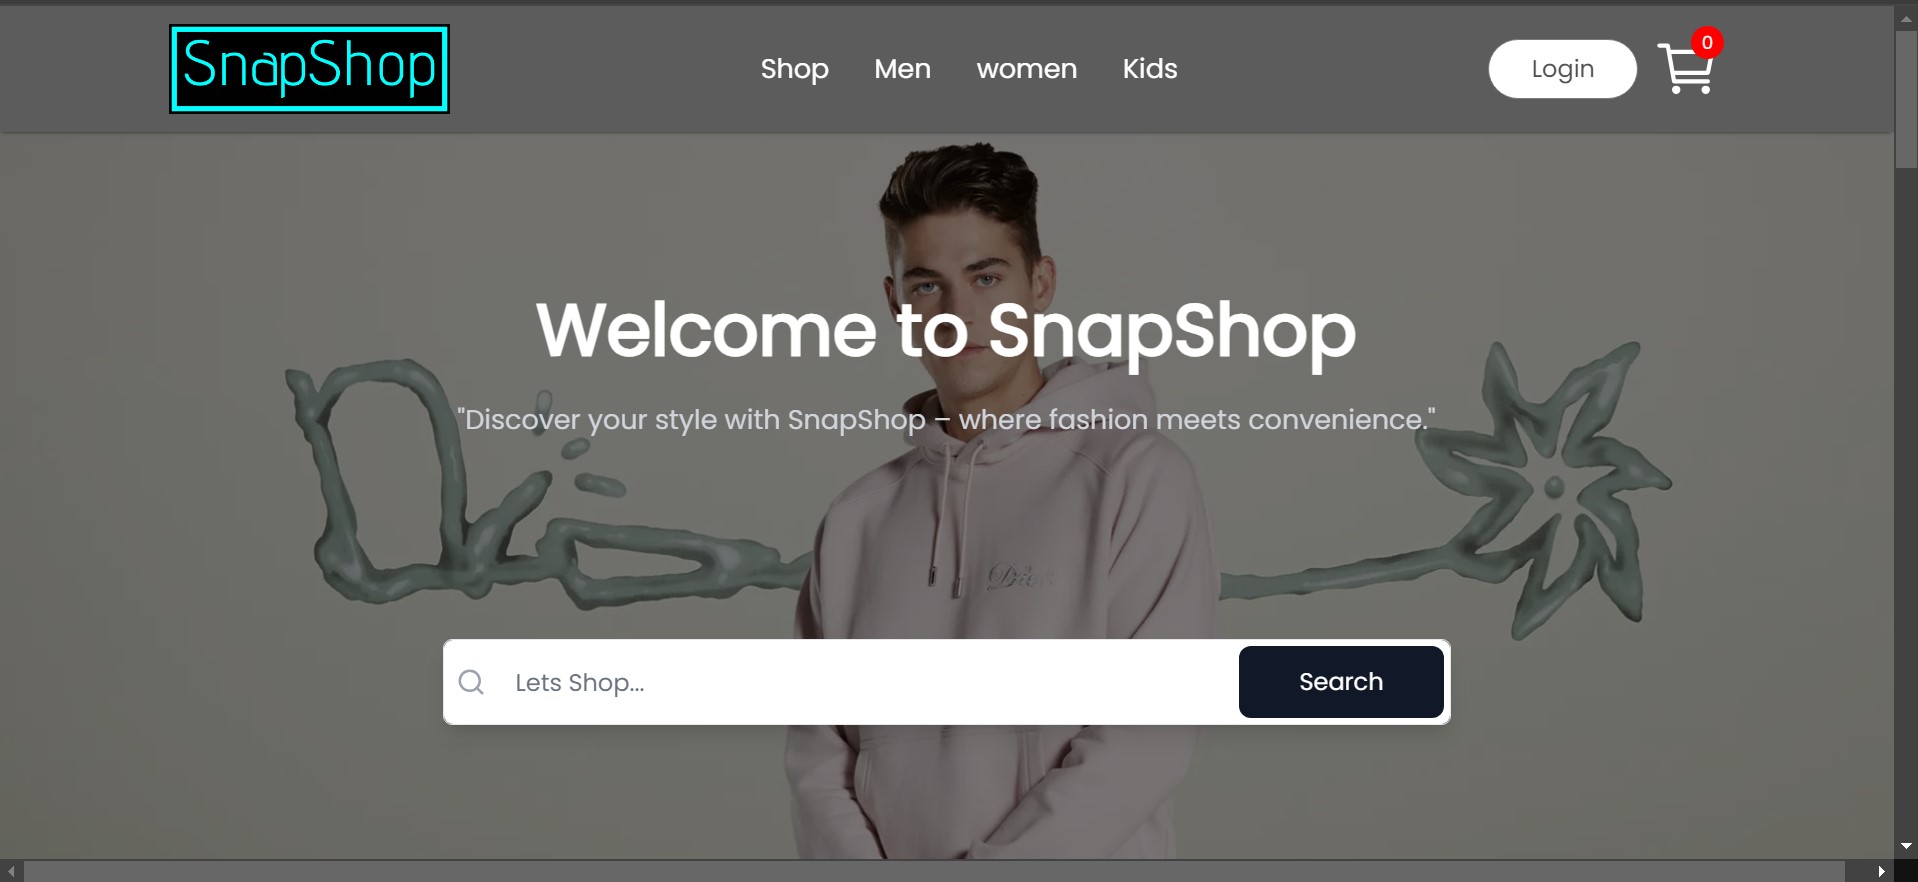 SnapShop
Shop Men women Kids
Login
0
Welcome to SnapShop
"Discover your style with SnapShop – where fashion meets convenience."
Dior
Lets Shop...
Search